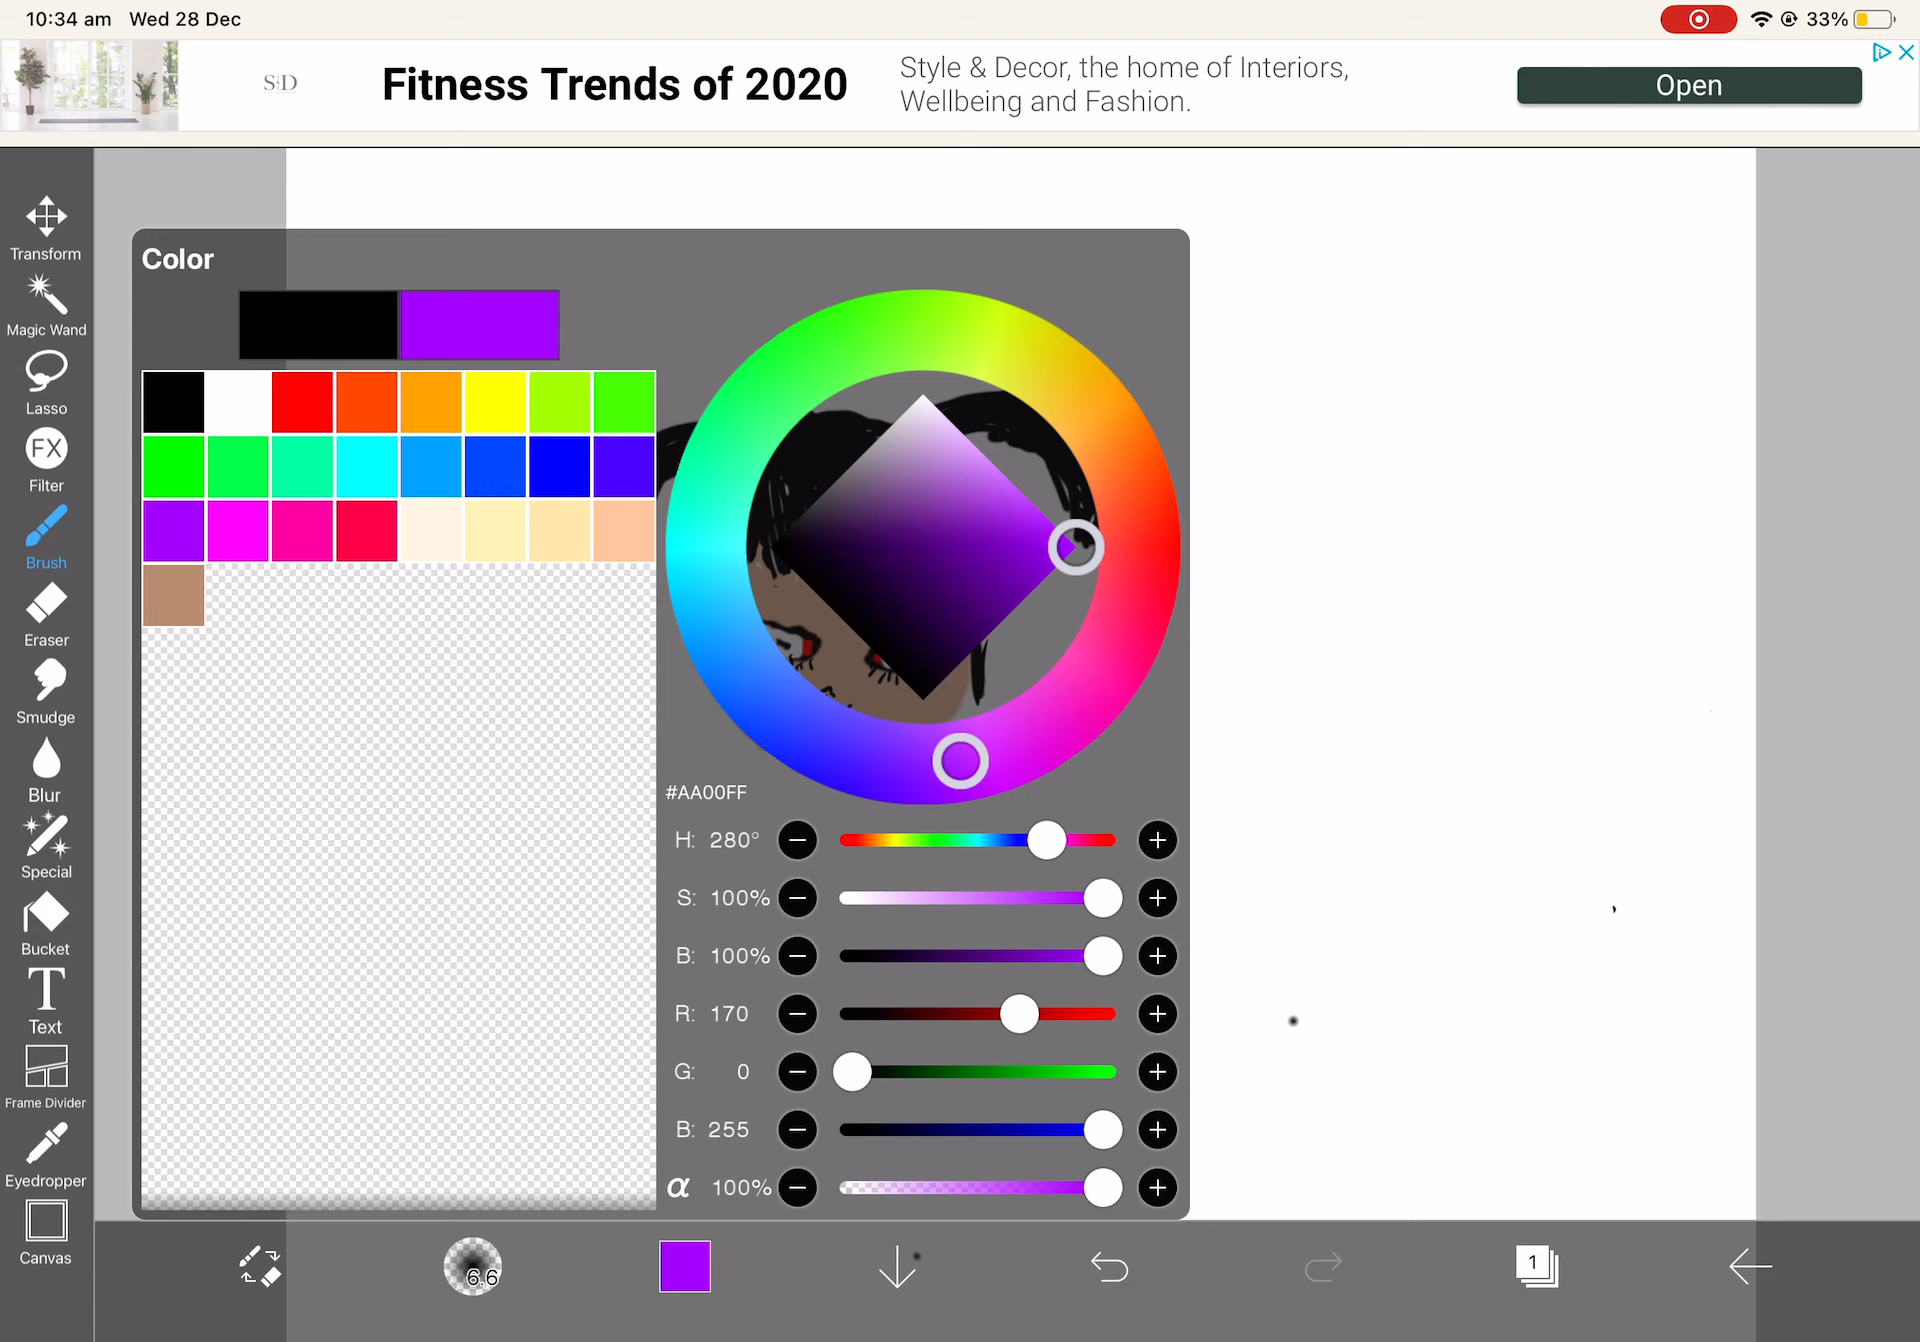 10:34 am Wed 28 Dec
33%
S&D
Fitness Trends of 2020
Style & Decor, the home of Interiors,
Wellbeing and Fashion.
Open
Transform
Magic Wand
Lasso
FX
Filter
Brush
Eraser
Smudge
Blur
Special
Bucket
T
Text
Frame Divider
Eyedropper
Canvas
Color
#AA00FF
H: 280°
S: 100%
B: 100%
R: 170
G: 0
B: 255
α 100%
6.6
1